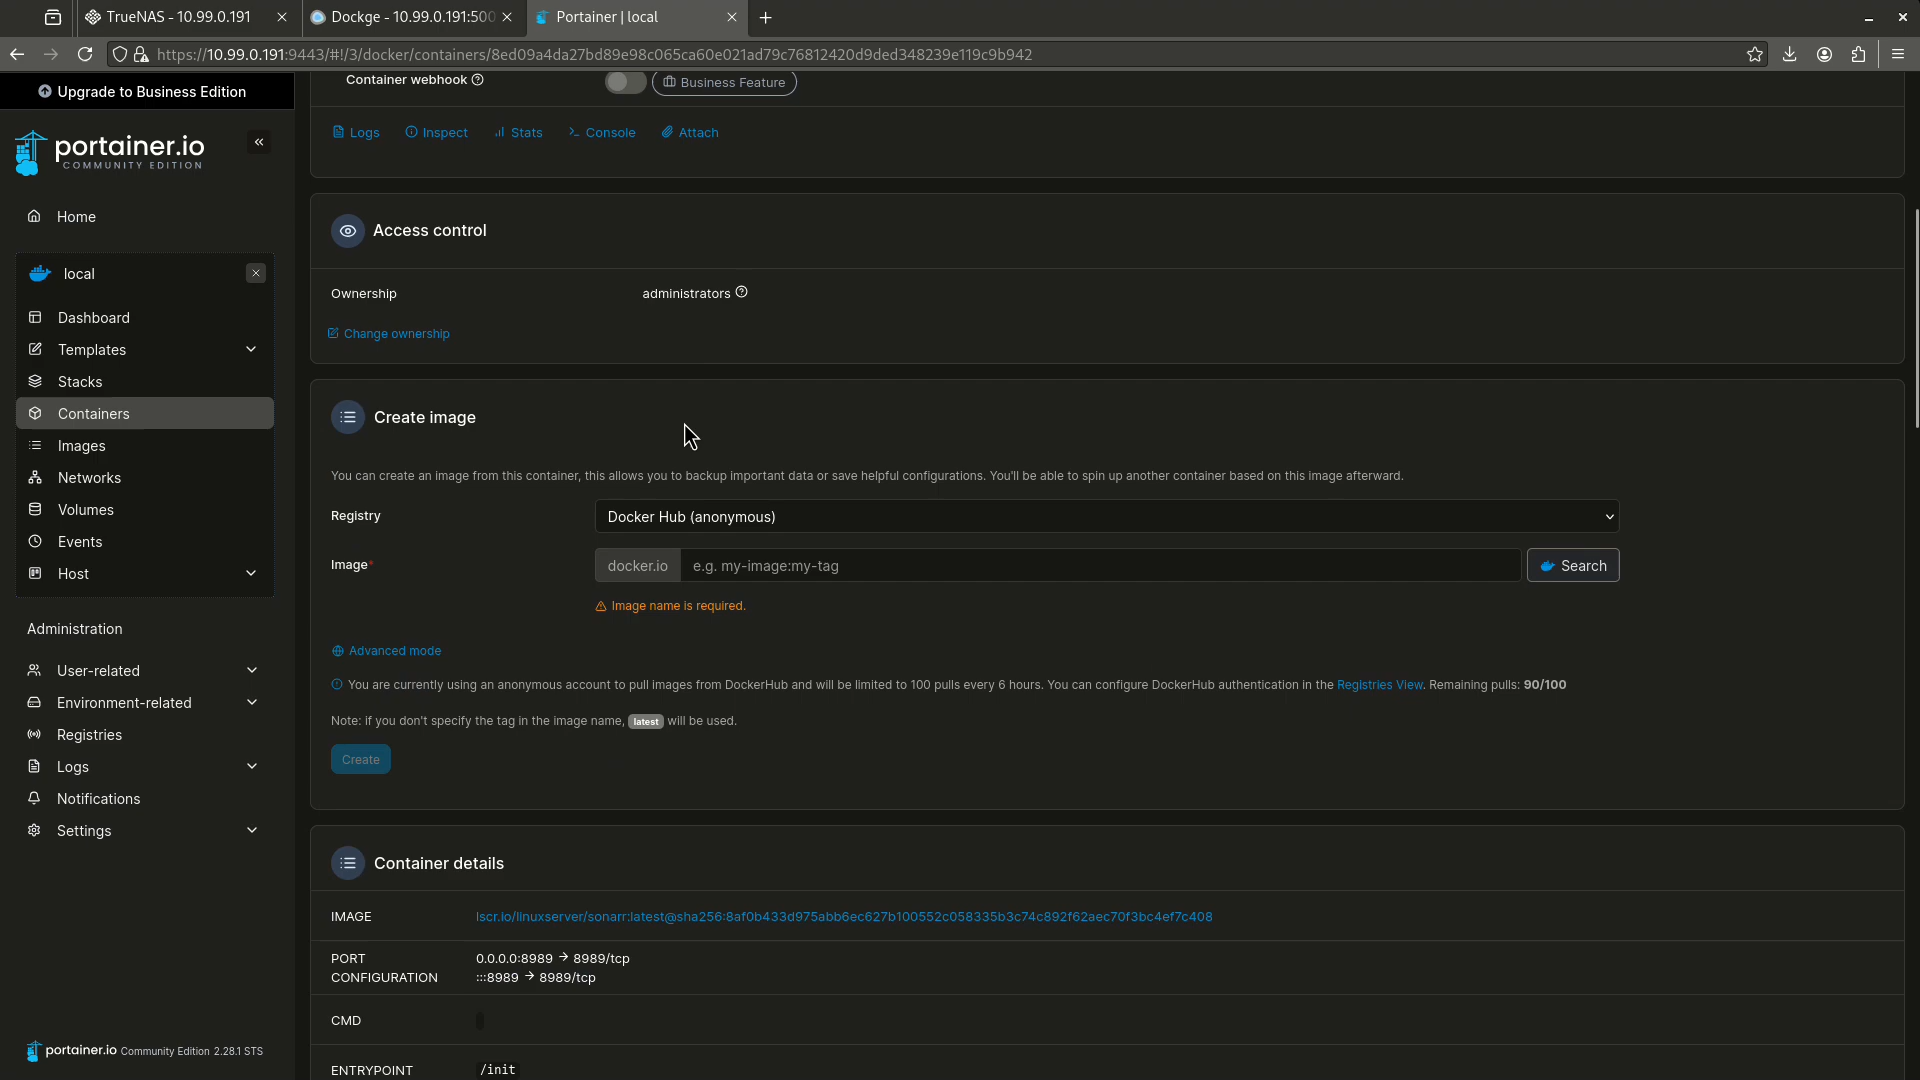 TrueNAS - 10.99.0.191
Dockge - 10.99.0.191:500
Portainer | local
https://10.99.0.191:9443/#!/3/docker/containers/8ed09a4da27bd89e98c065ca60e021ad79c76812420d9ded348239e119c9b942
Upgrade to Business Edition
portainer.io
COMMUNITY EDITION
Home
local
Dashboard
Templates
Stacks
Containers
Images
Networks
Volumes
Events
Host
Administration
User-related
Environment-related
Registries
Logs
Notifications
Settings
portainer.io Community Edition 2.28.1 STS
Container webhook
Business Feature
Logs Inspect Stats Console Attach
Access control
Ownership administrators
Change ownership
Create image
You can create an image from this container, this allows you to backup important data or save helpful configurations. You'll be able to spin up another container based on this image afterward.
Registry Docker Hub (anonymous)
Image* docker.io e.g. my-image:my-tag Search
Image name is required.
Advanced mode
You are currently using an anonymous account to pull images from DockerHub and will be limited to 100 pulls every 6 hours. You can configure DockerHub authentication in the Registries View. Remaining pulls: 90/100
Note: if you don't specify the tag in the image name, latest will be used.
Create
Container details
IMAGE lscr.io/linuxserver/sonarr:latest@sha256:8af0b433d975abb6ec627b100552c058335b3c74c892f62aec70f3bc4ef7c408
PORT 0.0.0.0:8989 → 8989/tcp
CONFIGURATION :::8989 → 8989/tcp
CMD
ENTRYPOINT /init